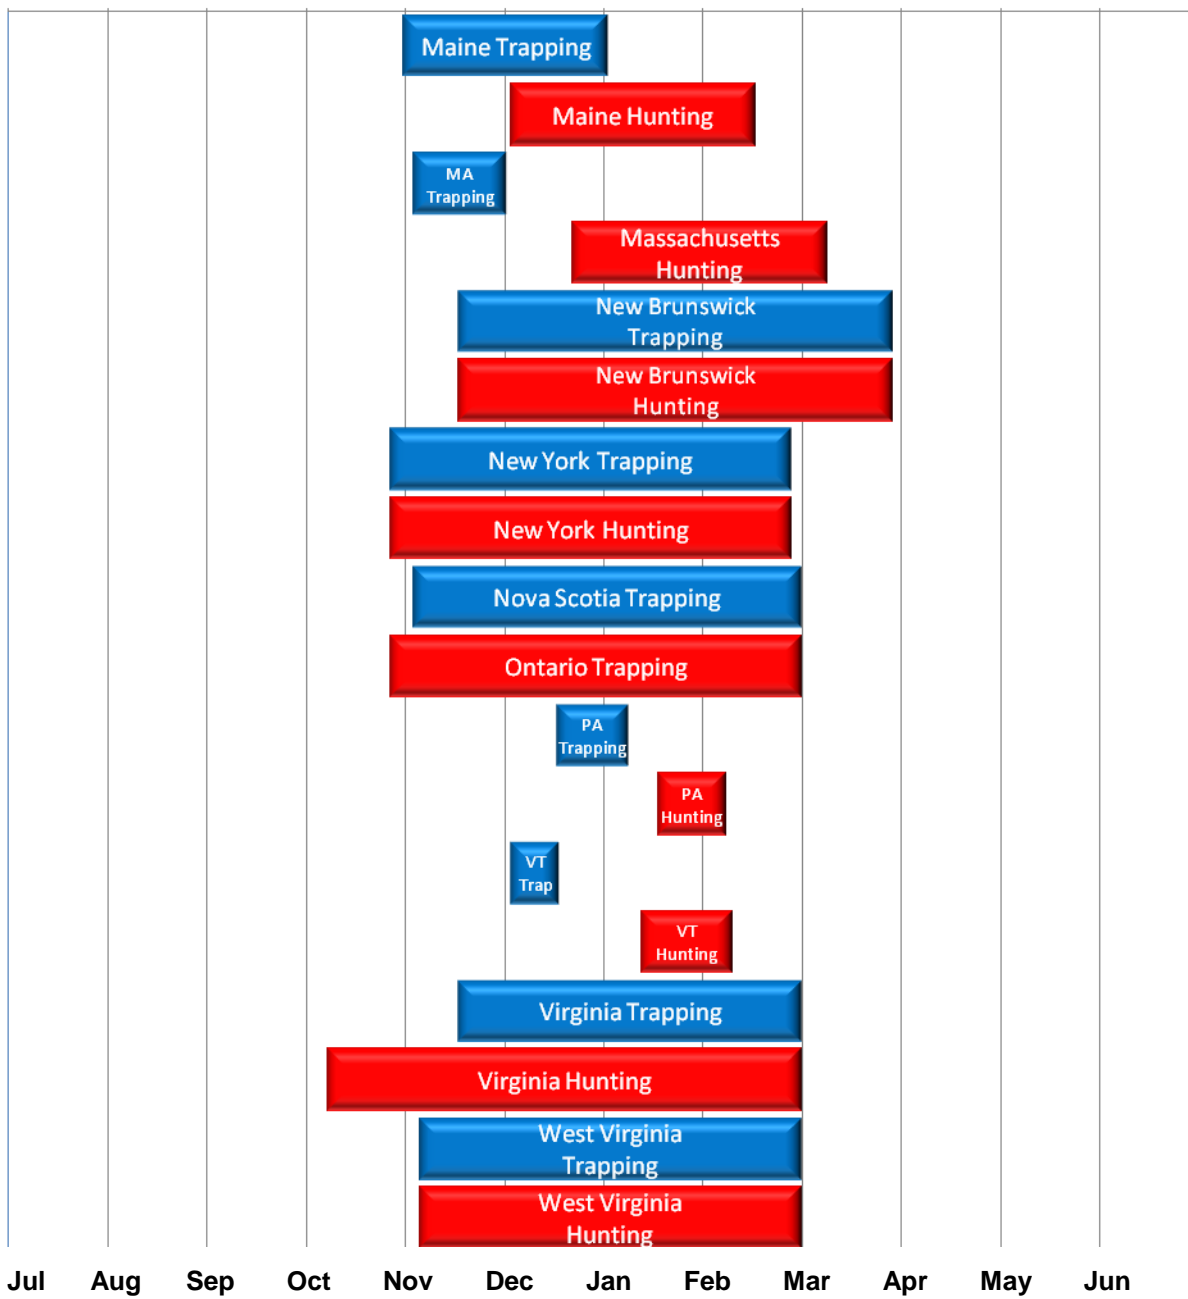 Maine Trapping
Maine Hunting
MA
Trapping
Massachusetts
Hunting
New Brunswick
Trapping
New Brunswick
Hunting
New York Trapping
New York Hunting
Nova Scotia Trapping
Ontario Trapping
PA
Trapping
PA
Hunting
VT
Trap
VT
Hunting
Virginia Trapping
Virginia Hunting
West Virginia
Trapping
West Virginia
Hunting
Jul Aug Sep Oct Nov Dec Jan Feb Mar Apr May Jun